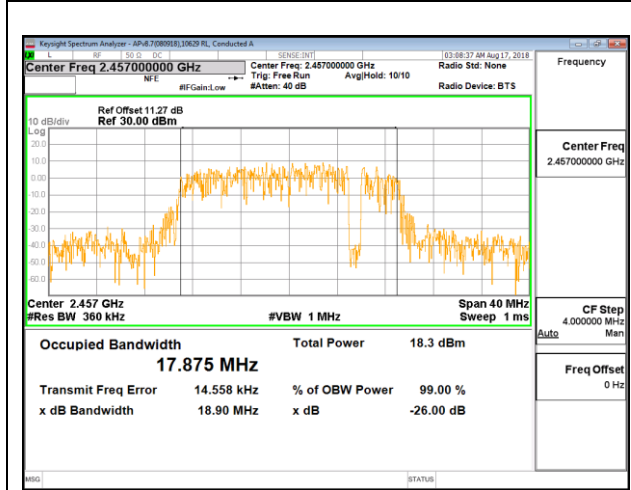 Keysight Spectrum Analyzer - APv8.7(080918),10629 RL, Conducted A
L RF 50 Ω DC SENSE:INT 03:08:37 AM Aug 17, 2018
Center Freq 2.457000000 GHz Center Freq: 2.457000000 GHz Radio Std: None Frequency
NFE Trig: Free Run Avg|Hold: 10/10
#IFGain:Low #Atten: 40 dB Radio Device: BTS
Ref Offset 11.27 dB
10 dB/div Ref 30.00 dBm
Log
20.0
10.0
0.00
-10.0
-20.0
-30.0
-40.0
-50.0
-60.0
Center Freq
2.457000000 GHz
Center 2.457 GHz Span 40 MHz
#Res BW 360 kHz #VBW 1 MHz Sweep 1 ms
CF Step
4.000000 MHz
Auto Man
Occupied Bandwidth Total Power 18.3 dBm
17.875 MHz
Freq Offset
0 Hz
Transmit Freq Error 14.558 kHz % of OBW Power 99.00 %
x dB Bandwidth 18.90 MHz x dB -26.00 dB
MSG STATUS